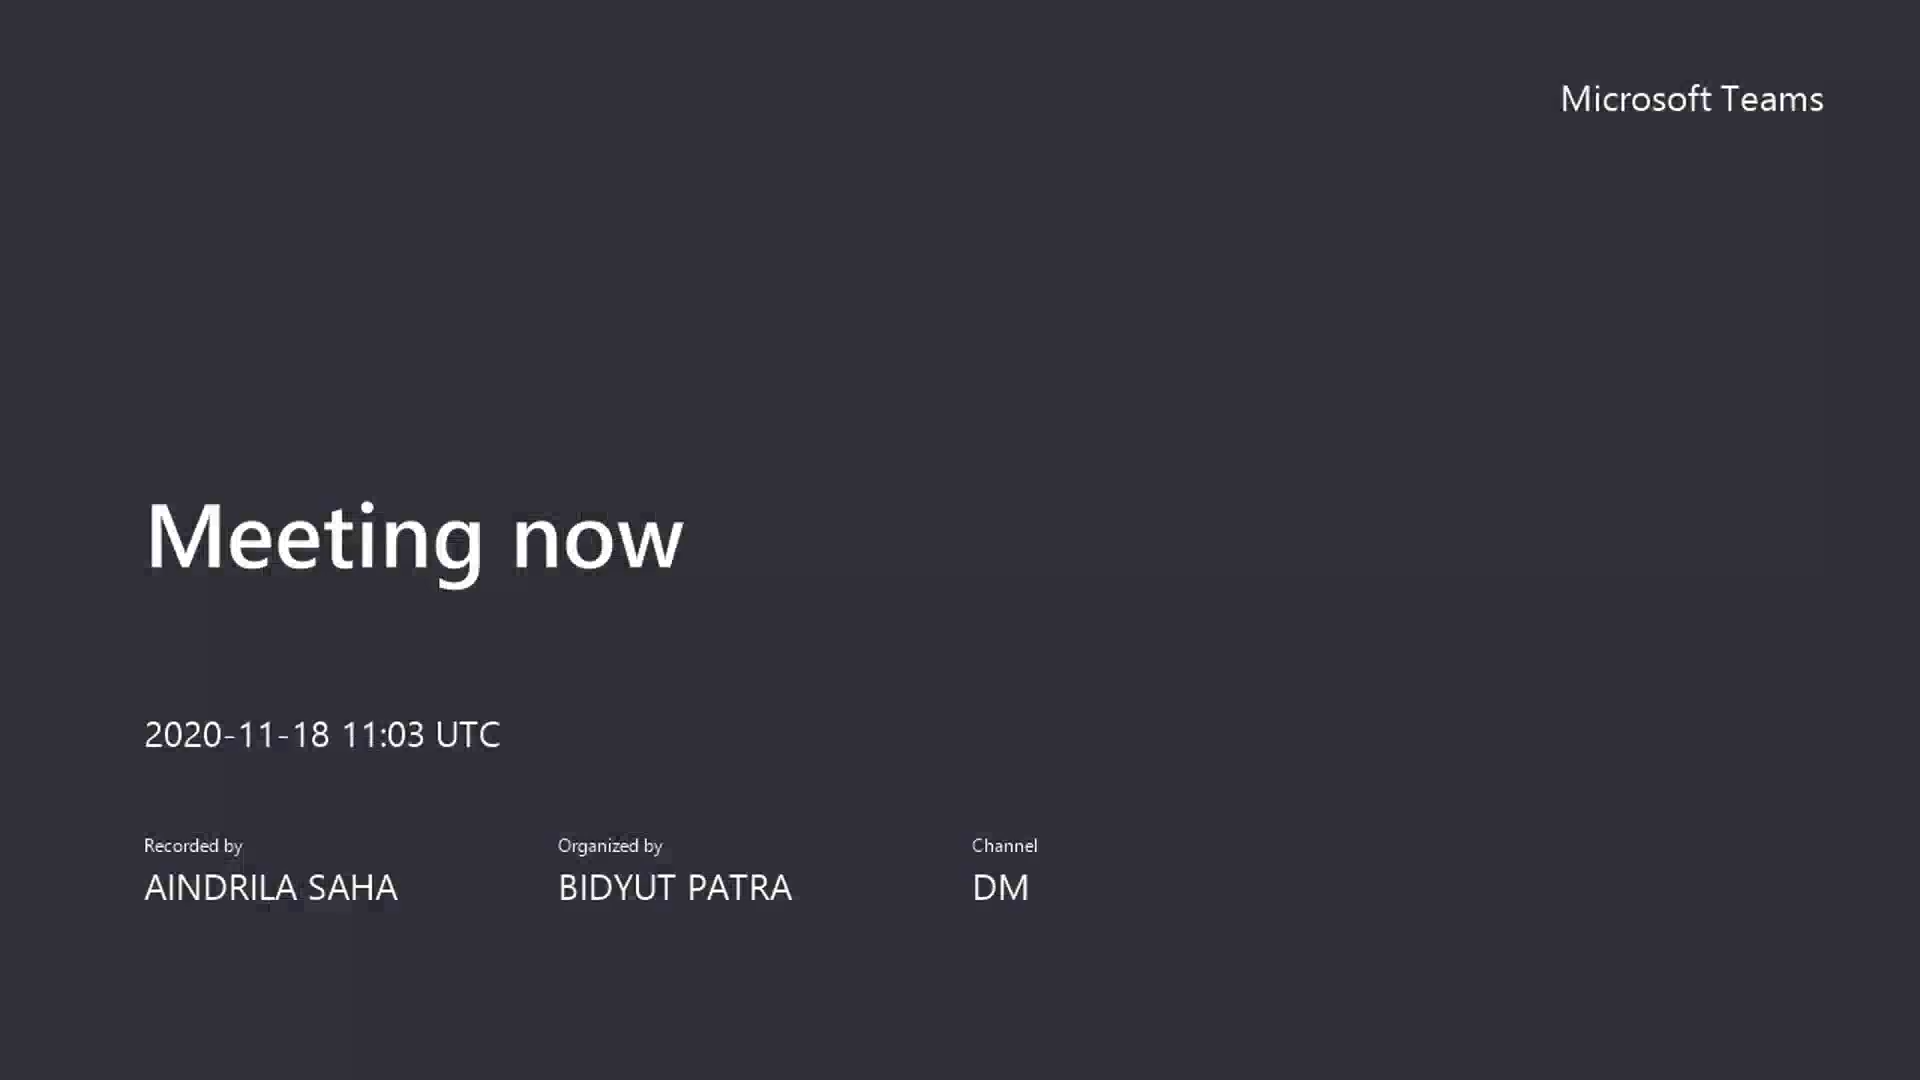 Microsoft Teams
Meeting now
2020-11-18 11:03 UTC
Recorded by
AINDRILA SAHA
Organized by
BIDYUT PATRA
Channel
DM